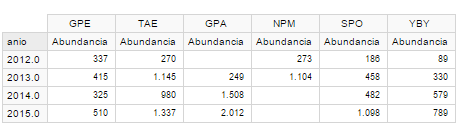 GPE TAE GPA NPM SPO YBY
anio Abundancia Abundancia Abundancia Abundancia Abundancia Abundancia
2012.0 337 270 273 186 89
2013.0 415 1.145 249 1.104 458 330
2014.0 325 980 1.508 482 579
2015.0 510 1.337 2.012 1.098 789